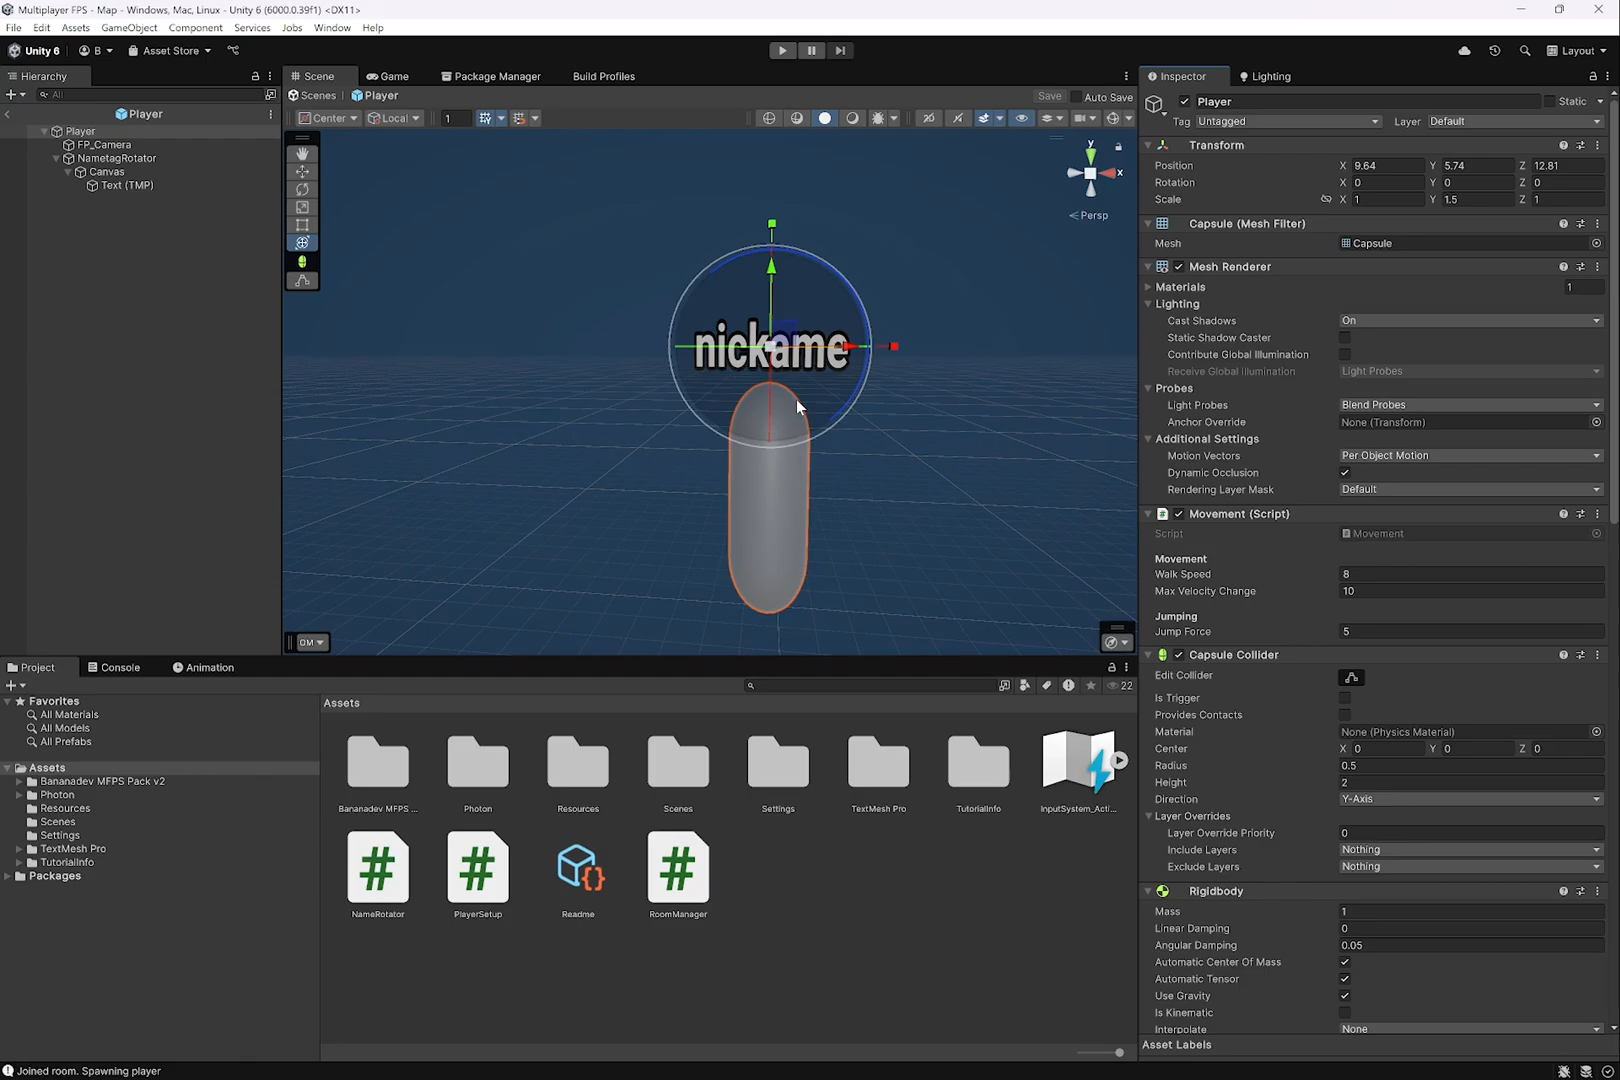 Multiplayer FPS - Map - Windows, Mac, Linux - Unity 6 (6000.0.39f1) <DX11>
File Edit Assets GameObject Component Services Jobs Window Help
Unity 6 B Asset Store Layout
Hierarchy
All
Player
Player
FP_Camera
NametagRotator
Canvas
Text (TMP)
Scene Game Package Manager Build Profiles
Scenes Player Save Auto Save
Center Local 1
y
x
Persp
nickame
OM
Inspector Lighting
Player Static
Tag Untagged Layer Default
Transform
Position X 9.64 Y 5.74 Z 12.81
Rotation X 0 Y 0 Z 0
Scale X 1 Y 1.5 Z 1
Capsule (Mesh Filter)
Mesh Capsule
Mesh Renderer
Materials 1
Lighting
Cast Shadows On
Static Shadow Caster
Contribute Global Illumination
Receive Global Illumination Light Probes
Probes
Light Probes Blend Probes
Anchor Override None (Transform)
Additional Settings
Motion Vectors Per Object Motion
Dynamic Occlusion
Rendering Layer Mask Default
# Movement (Script)
Script Movement
Movement
Walk Speed 8
Max Velocity Change 10
Jumping
Jump Force 5
Capsule Collider
Edit Collider
Is Trigger
Provides Contacts
Material None (Physics Material)
Center X 0 Y 0 Z 0
Radius 0.5
Height 2
Direction Y-Axis
Layer Overrides
Layer Override Priority 0
Include Layers Nothing
Exclude Layers Nothing
Rigidbody
Mass 1
Linear Damping 0
Angular Damping 0.05
Automatic Center Of Mass
Automatic Tensor
Use Gravity
Is Kinematic
Interpolate None
Asset Labels
Project Console Animation
22
Favorites
All Materials
All Models
All Prefabs
Assets
Bananadev MFPS Pack v2
Photon
Resources
Scenes
Settings
TextMesh Pro
TutorialInfo
Packages
Assets
Bananadev MFPS ... Photon Resources Scenes Settings TextMesh Pro TutorialInfo InputSystem_Acti...
# # {} #
NameRotator PlayerSetup Readme RoomManager
Joined room. Spawning player